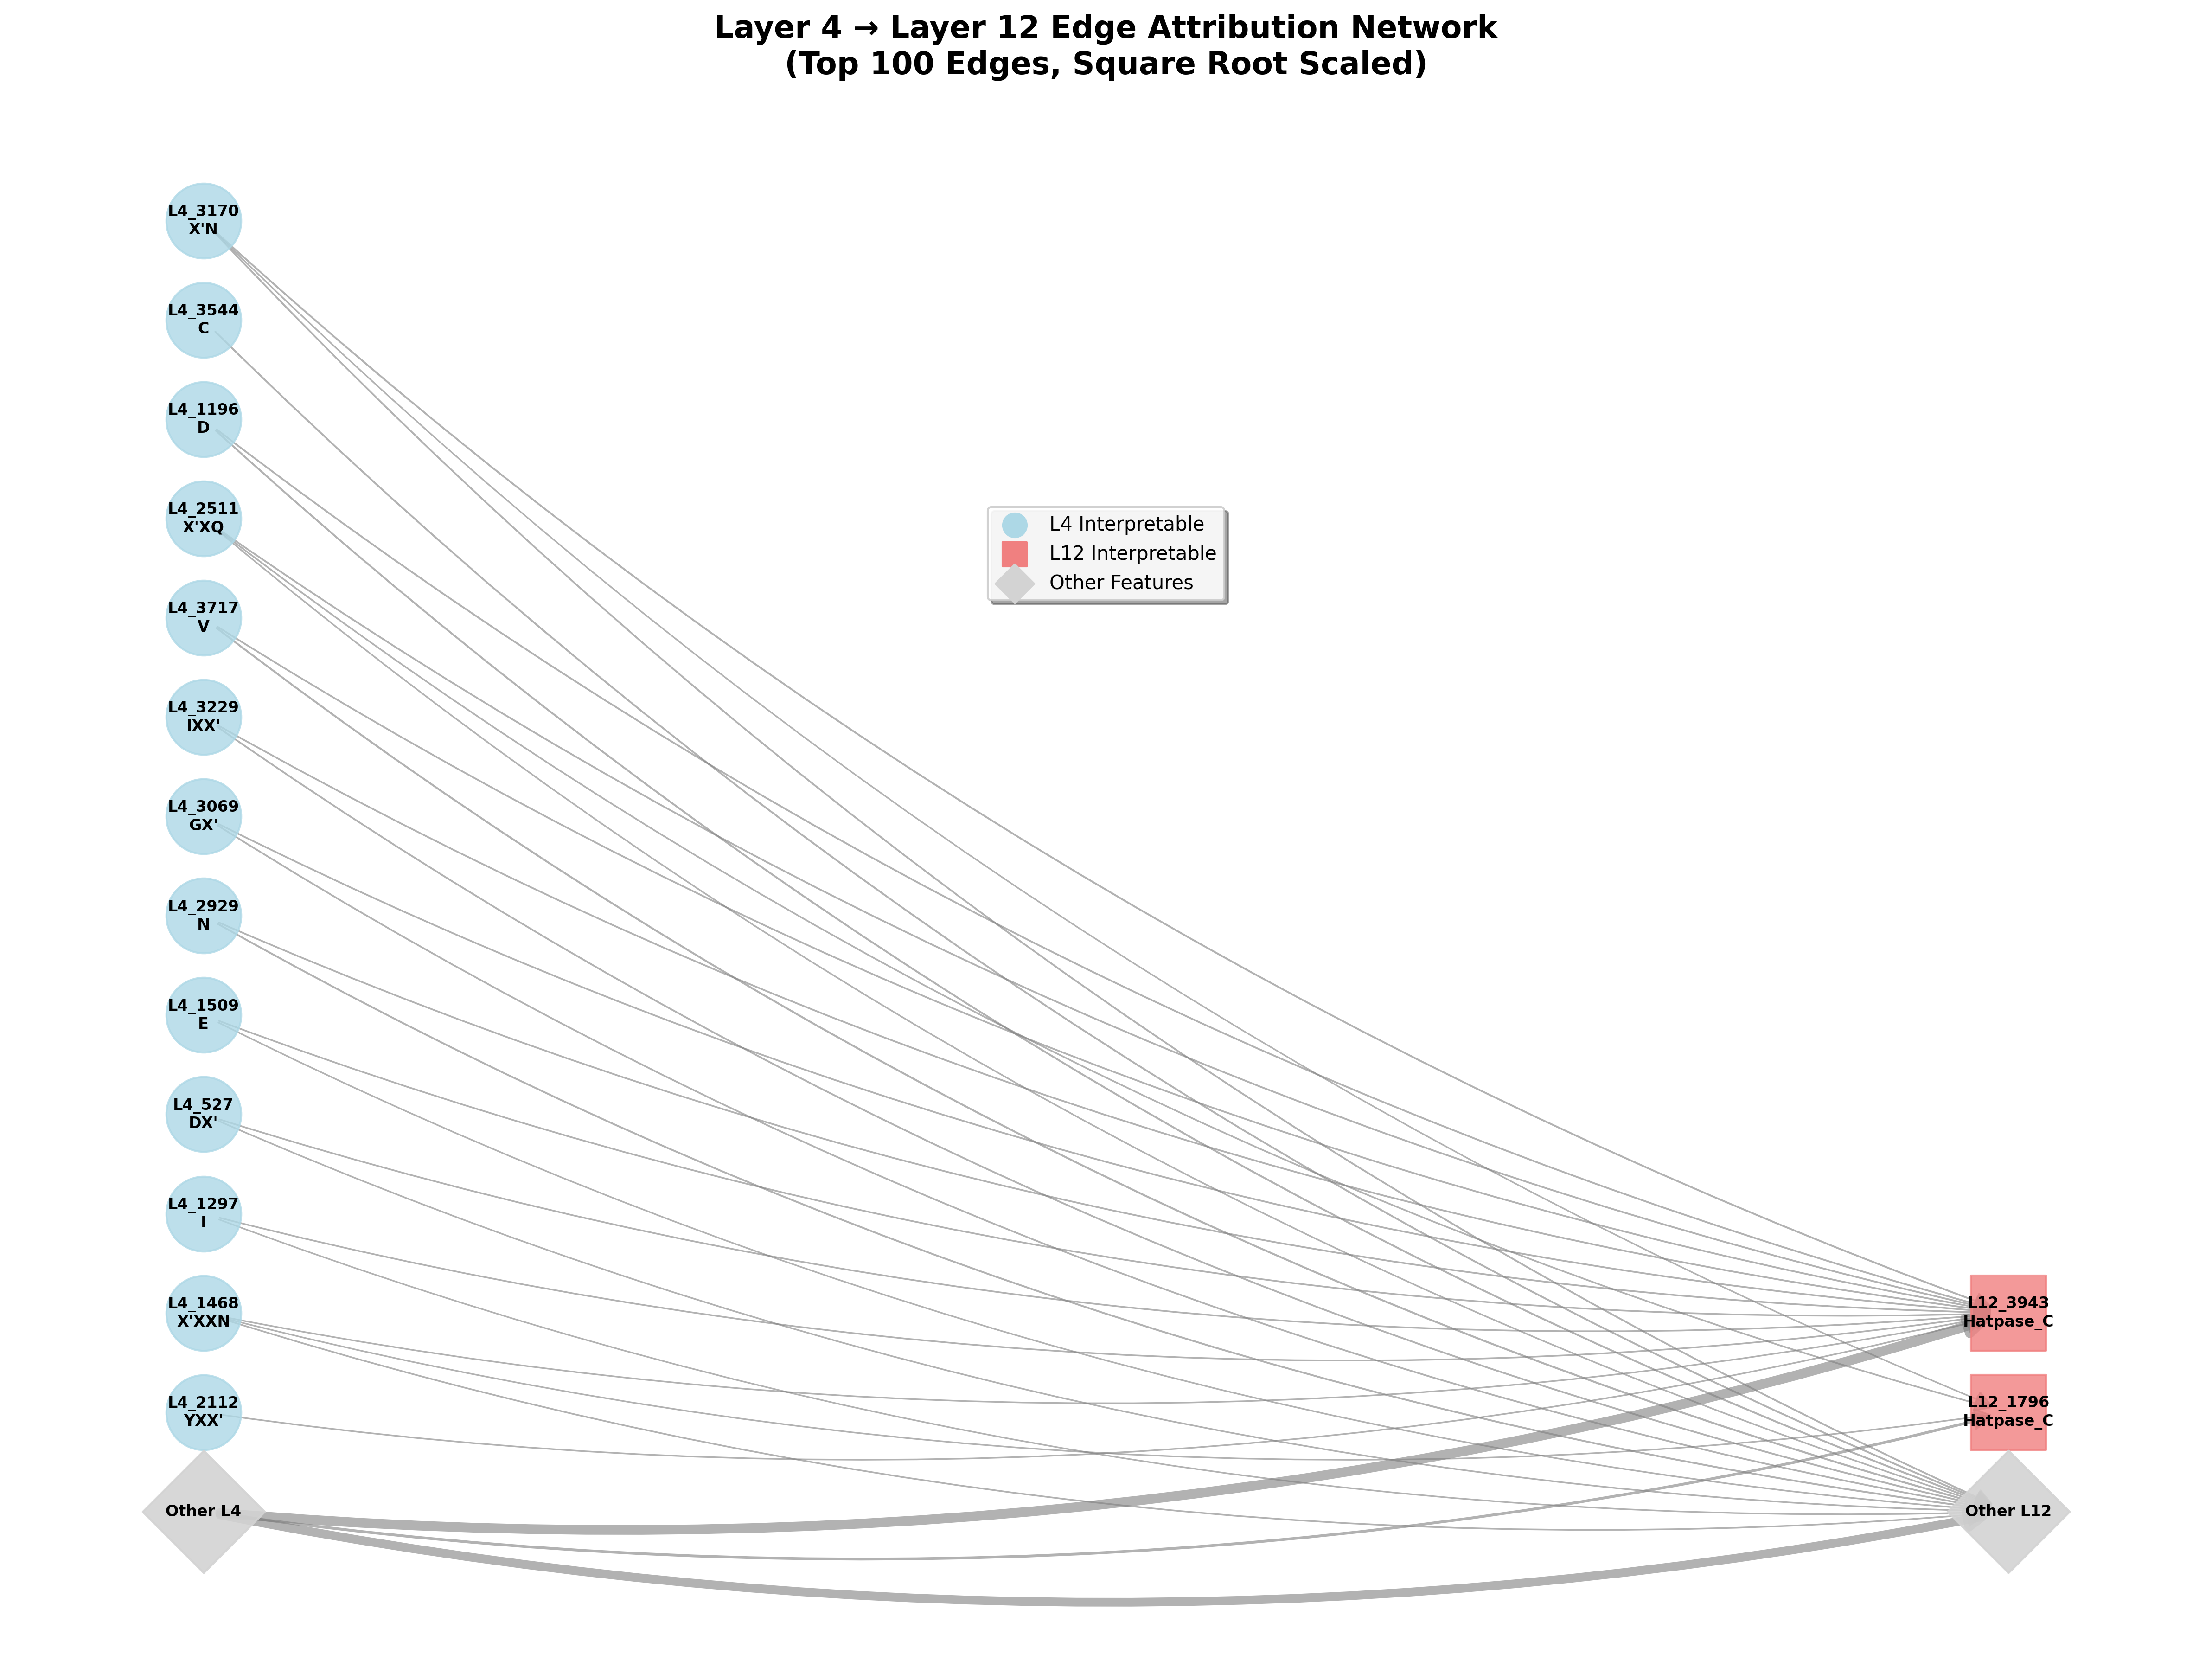 Layer 4 → Layer 12 Edge Attribution Network
(Top 100 Edges, Square Root Scaled)
L4_3170
X'N
L4_3544
C
L4_1196
D
L4_2511
X'XQ
L4_3717
V
L4_3229
IXX'
L4_3069
GX'
L4_2929
N
L4_1509
E
L4_527
DX'
L4_1297
I
L4_1468
X'XXN
L4_2112
YXX'
Other L4
L4 Interpretable
L12 Interpretable
Other Features
L12_3943
Hatpase_C
L12_1796
Hatpase_C
Other L12